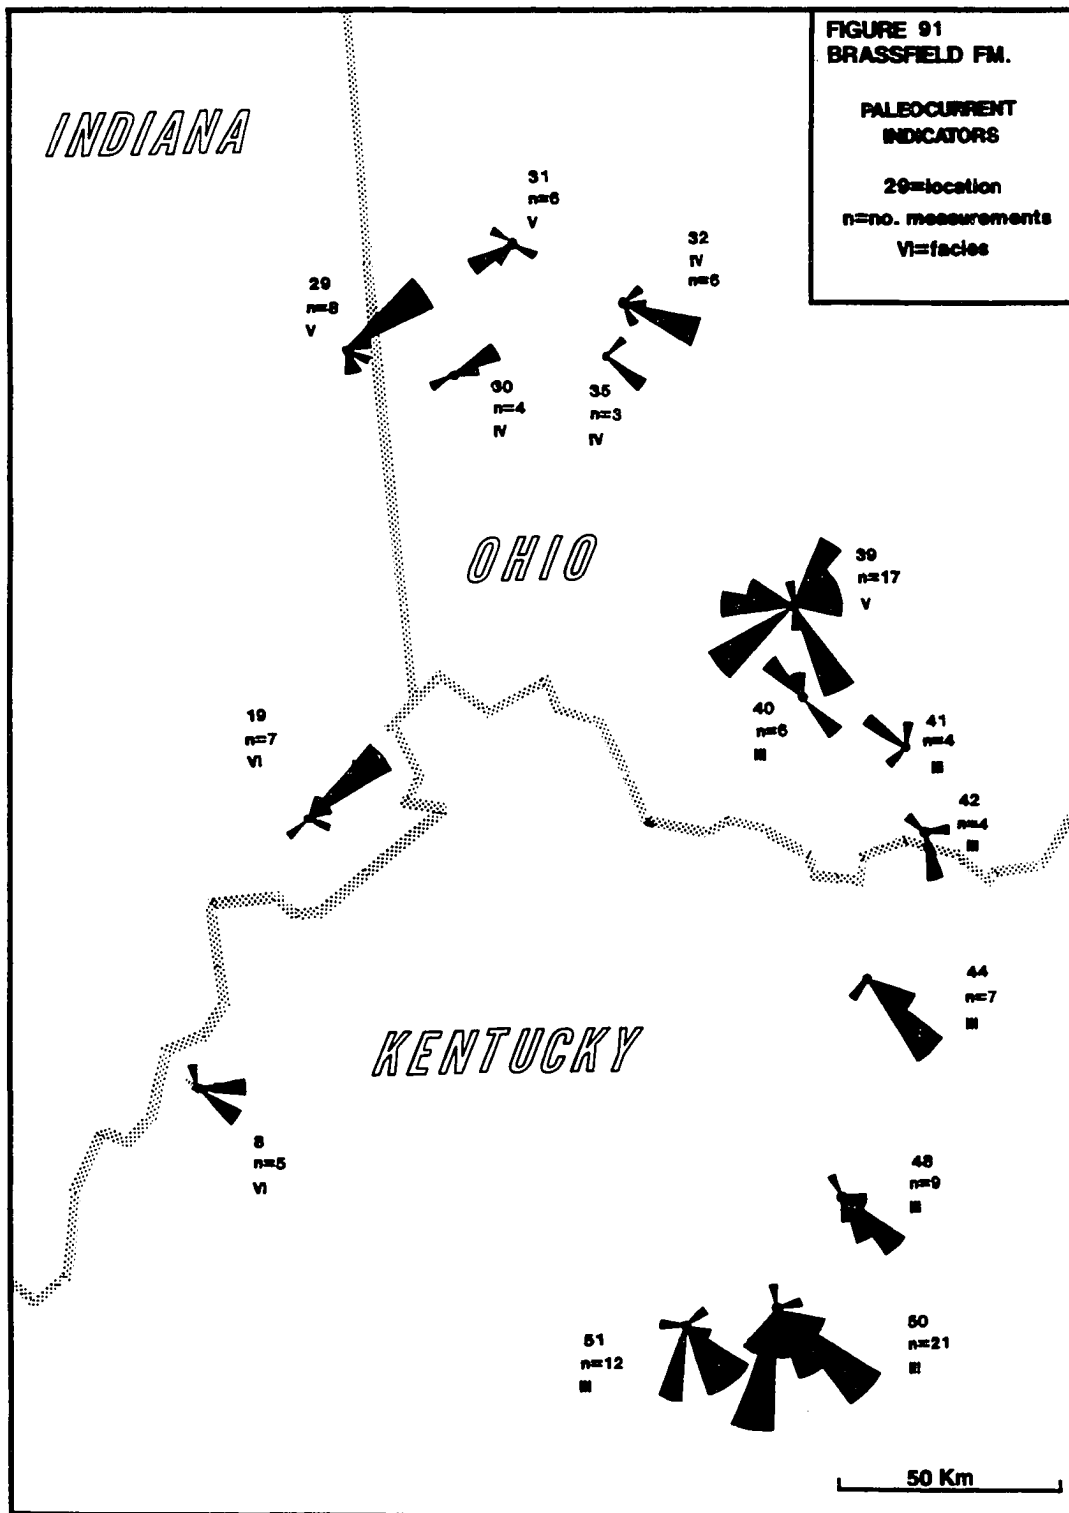 FIGURE 91
BRASSFIELD FM.
PALEOCURRENT
INDICATORS
29=location
n=no. measurements
VI=facies
INDIANA
31
n=6
V
32
IV
n=6
29
n=8
V
30
n=4
IV
35
n=3
IV
OHIO
39
n=17
V
40
n=6
III
41
n=4
III
42
n=4
III
19
n=7
VI
44
n=7
III
KENTUCKY
8
n=5
VI
48
n=9
III
50
n=21
III
51
n=12
III
50 Km